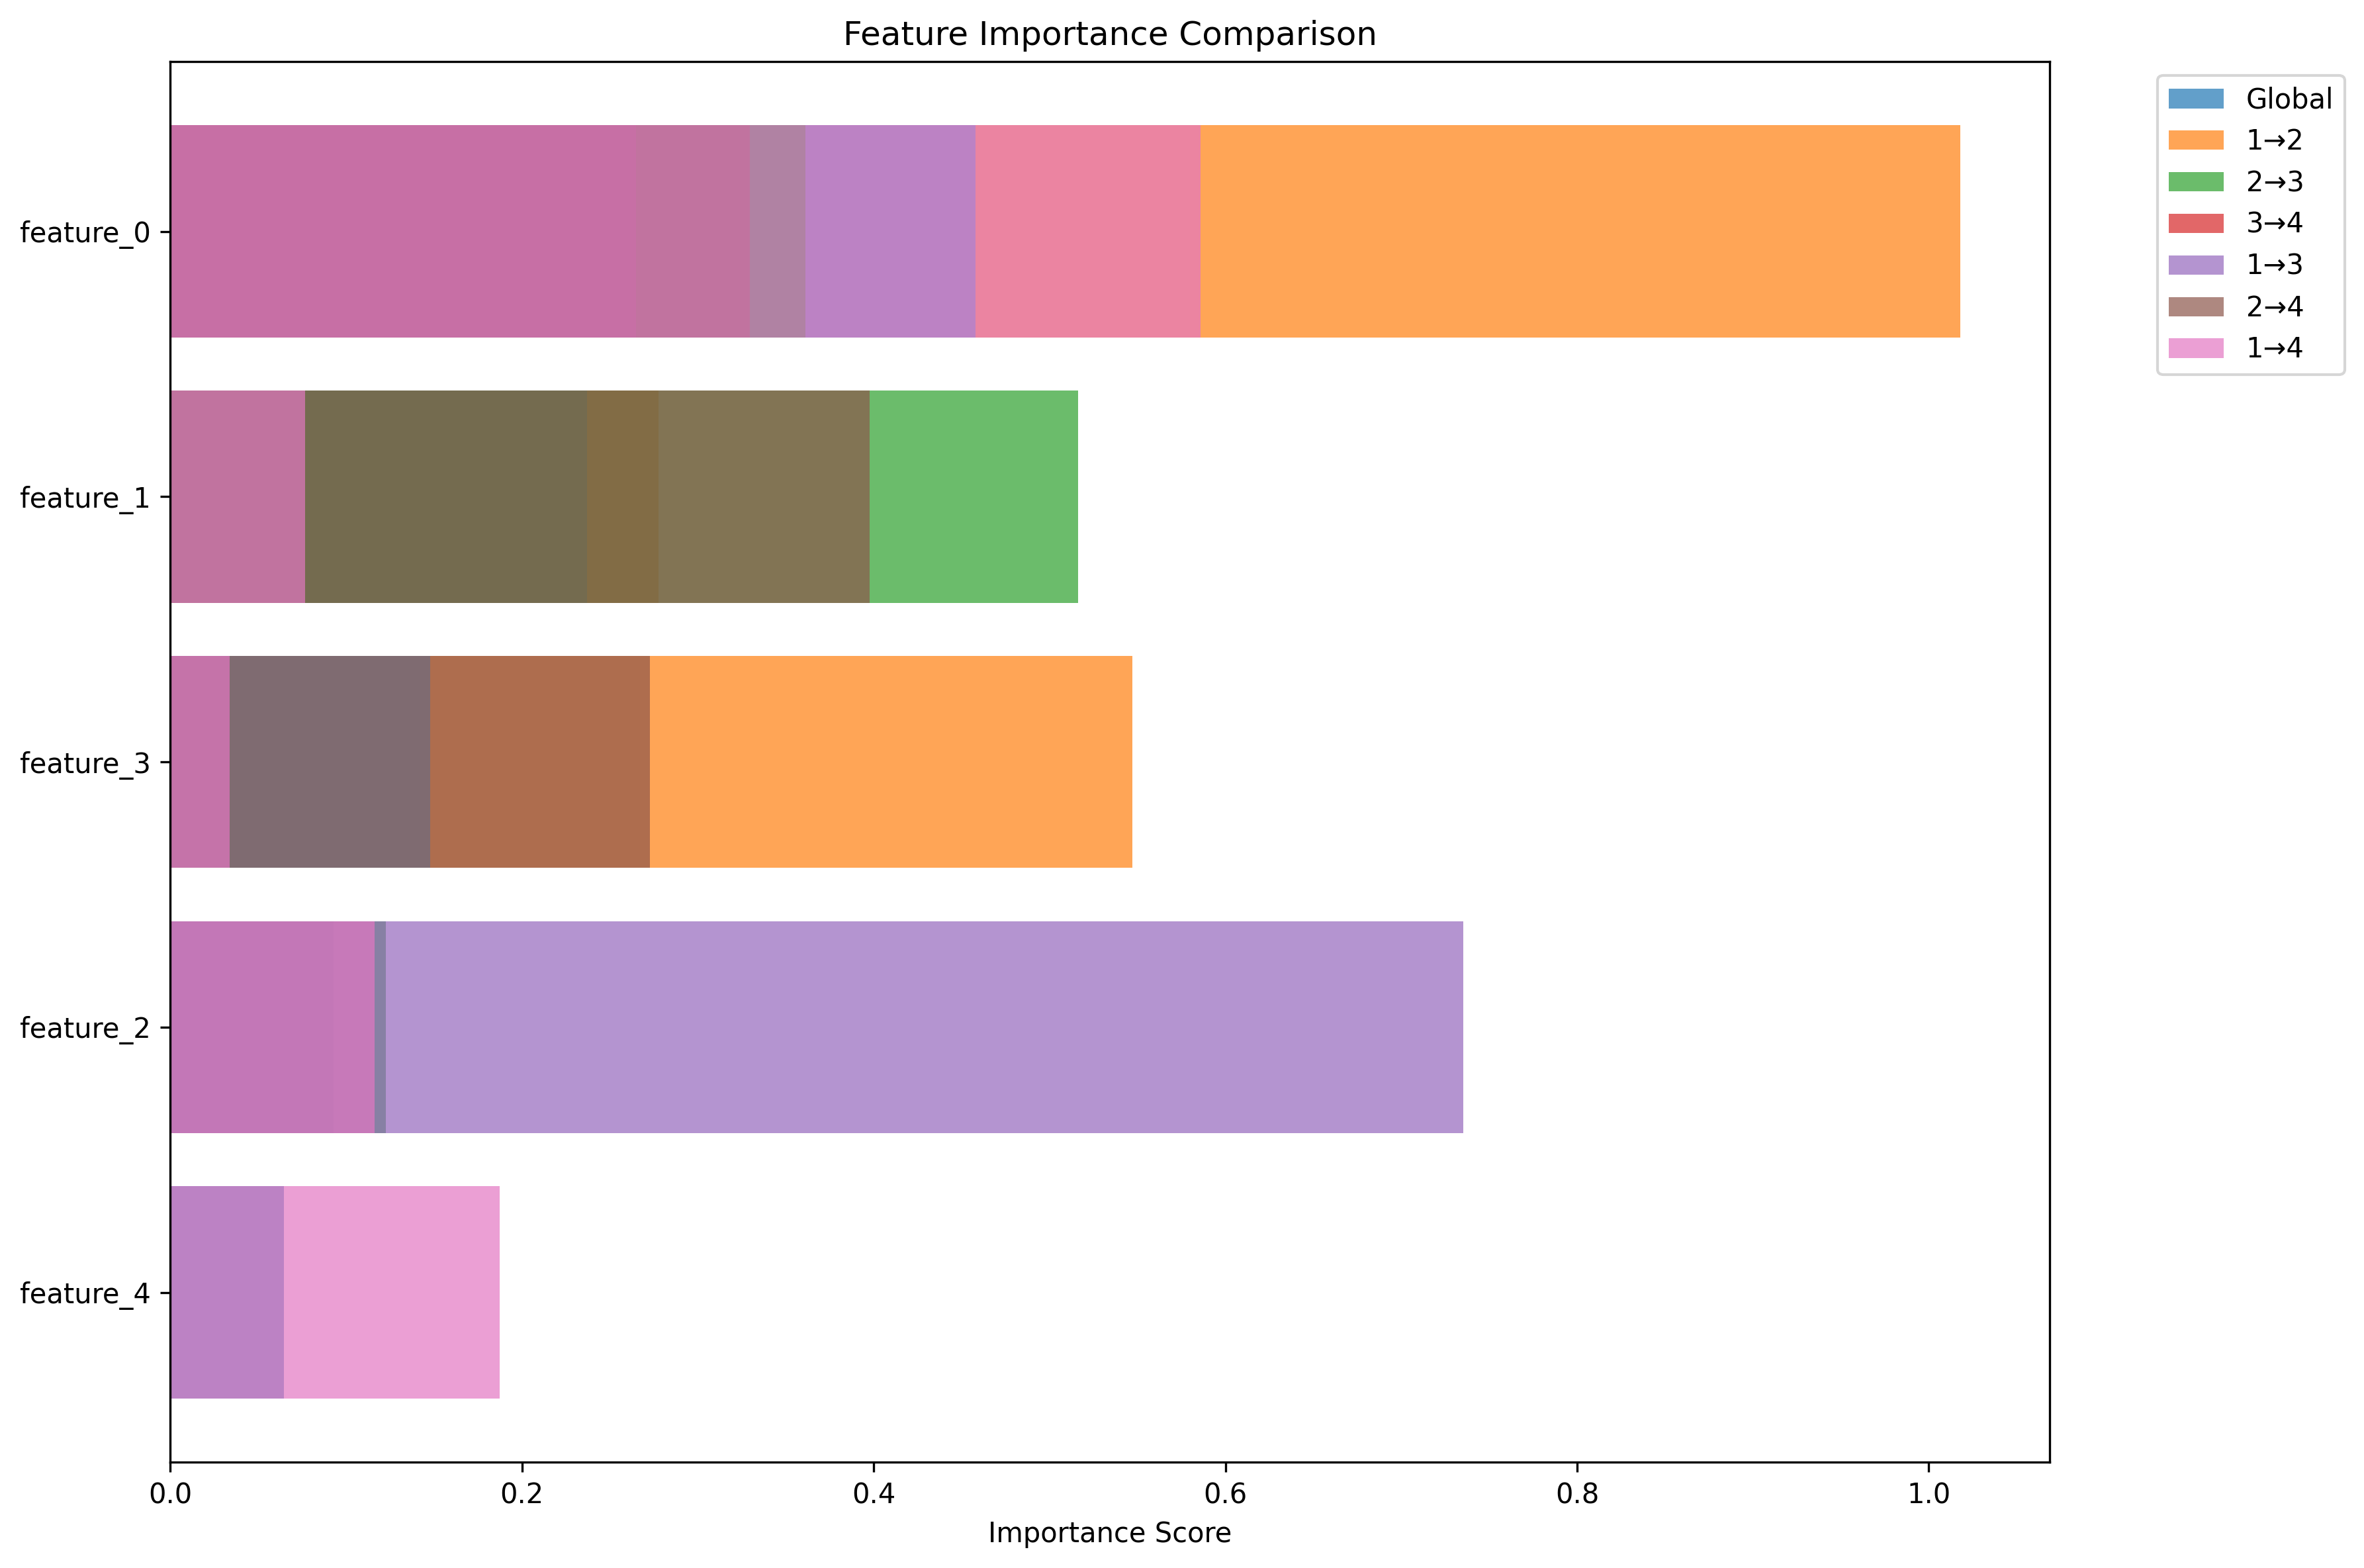 Feature Importance Comparison
Global
1→2
2→3
3→4
1→3
2→4
1→4
feature_0
feature_1
feature_3
feature_2
feature_4
0.0 0.2 0.4 0.6 0.8 1.0
Importance Score